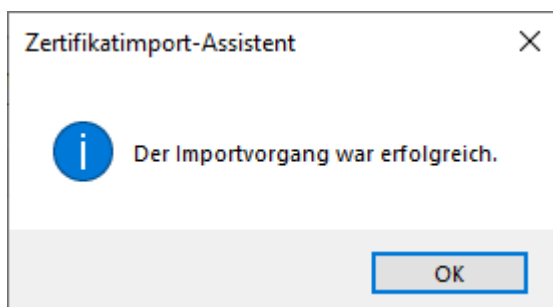 Zertifikatimport-Assistent
Der Importvorgang war erfolgreich.
OK